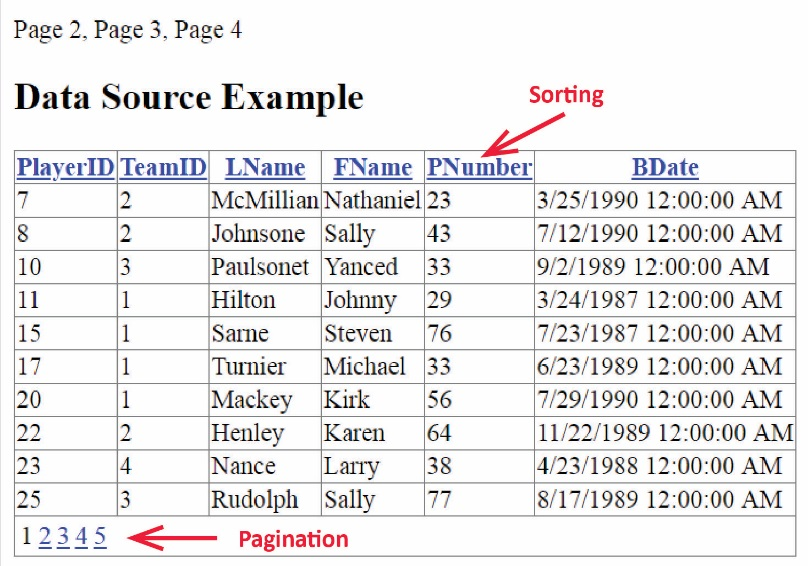 Page 2, Page 3, Page 4
Data Source Example
Sorting
PlayerID TeamID LName FName PNumber BDate
7 2 McMillian Nathaniel 23 3/25/1990 12:00:00 AM
8 2 Johnsone Sally 43 7/12/1990 12:00:00 AM
10 3 Paulsonet Yanced 33 9/2/1989 12:00:00 AM
11 1 Hilton Johnny 29 3/24/1987 12:00:00 AM
15 1 Sarne Steven 76 7/23/1987 12:00:00 AM
17 1 Turnier Michael 33 6/23/1989 12:00:00 AM
20 1 Mackey Kirk 56 7/29/1990 12:00:00 AM
22 2 Henley Karen 64 11/22/1989 12:00:00 AM
23 4 Nance Larry 38 4/23/1988 12:00:00 AM
25 3 Rudolph Sally 77 8/17/1989 12:00:00 AM
1 2 3 4 5 Pagination